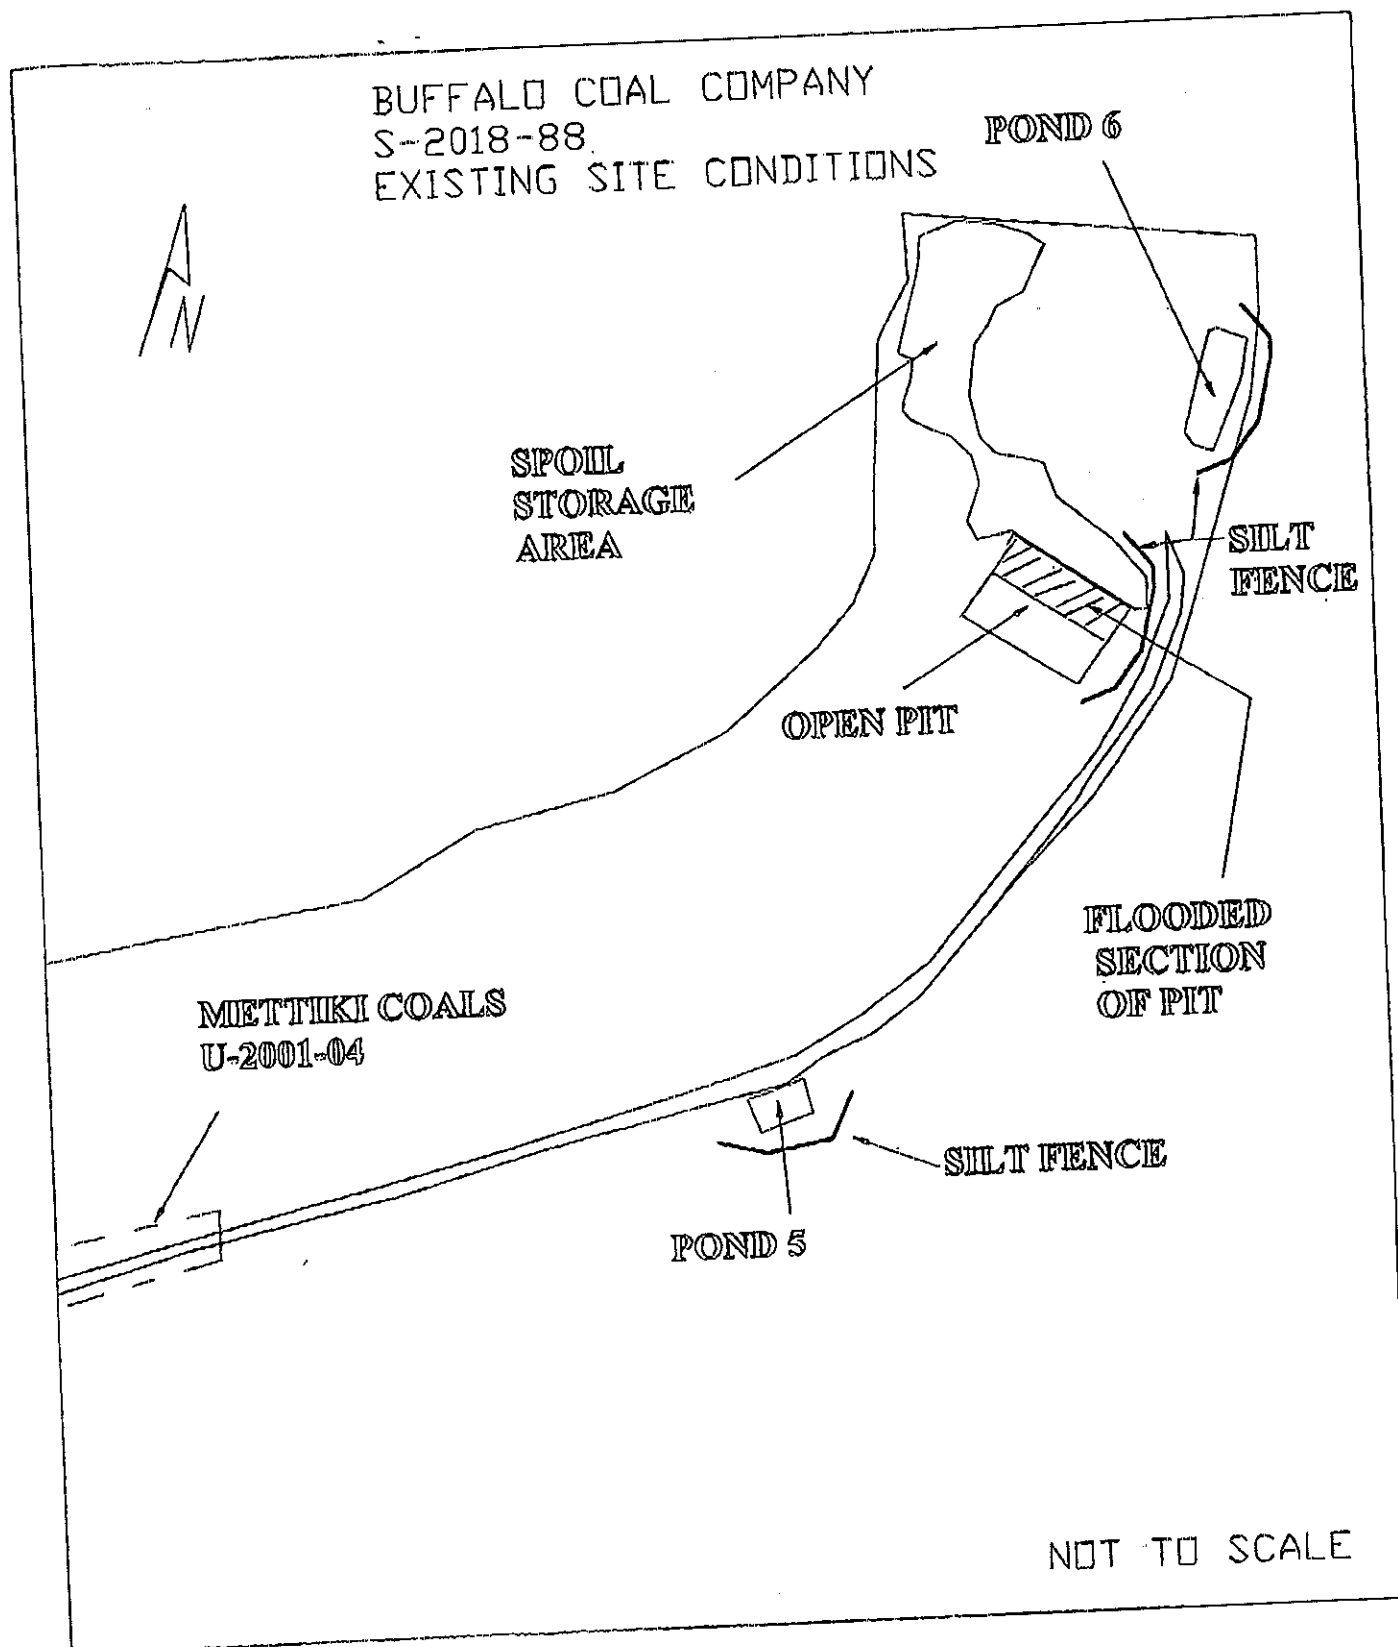 BUFFALO COAL COMPANY
S-2018-88
EXISTING SITE CONDITIONS
POND 6
N
SPOIL
STORAGE
AREA
SILT
FENCE
OPEN PIT
FLOODED
SECTION
OF PIT
METTIKI COALS
U-2001-04
SILT FENCE
POND 5
NOT TO SCALE